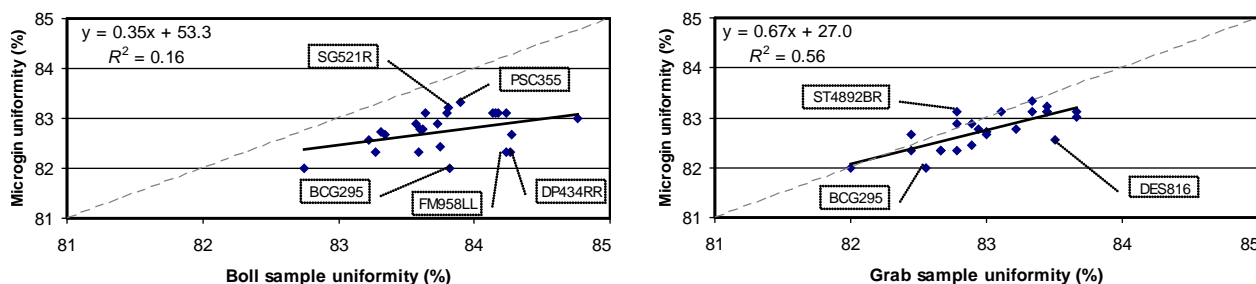 y = 0.35x + 53.3
R² = 0.16
SG521R
PSC355
BCG295
FM958LL
DP434RR
85
84
83
82
81
81
82
83
84
85
Microgin uniformity (%)
Boll sample uniformity (%)
y = 0.67x + 27.0
R² = 0.56
ST4892BR
BCG295
DES816
85
84
83
82
81
81
82
83
84
85
Microgin uniformity (%)
Grab sample uniformity (%)